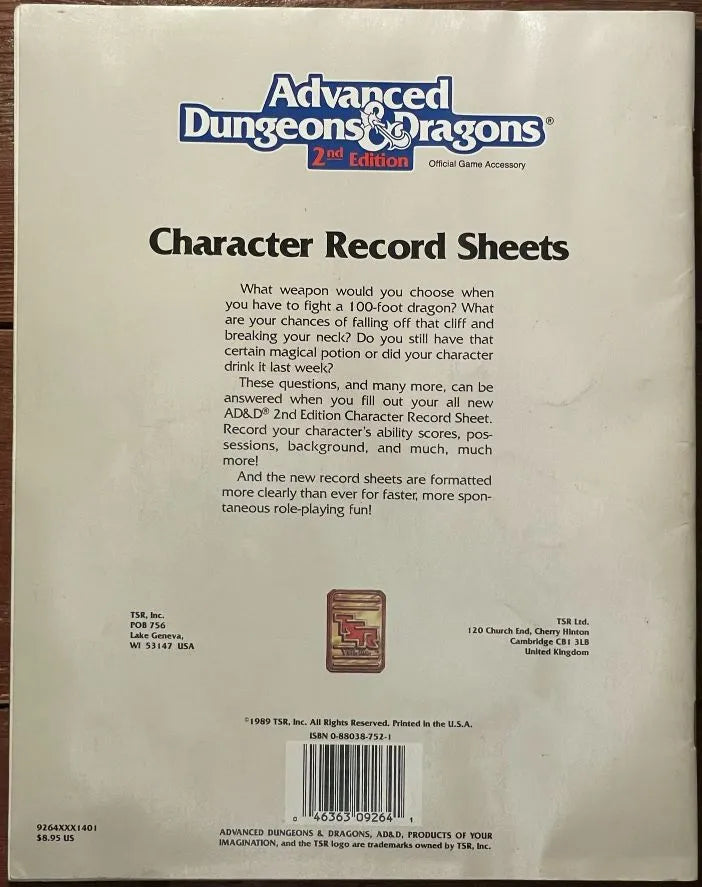 Advanced
Dungeons & Dragons®
2nd Edition
Official Game Accessory
Character Record Sheets
What weapon would you choose when
you have to fight a 100-foot dragon? What
are your chances of falling off that cliff and
breaking your neck? Do you still have that
certain magical potion or did your character
drink it last week?
These questions, and many more, can be
answered when you fill out your all new
AD&D® 2nd Edition Character Record Sheet.
Record your character's ability scores, pos-
sessions, background, and much, much
more!
And the new record sheets are formatted
more clearly than ever for faster, more spon-
taneous role-playing fun!
TSR, Inc.
POB 756
Lake Geneva,
WI 53147 USA
TSR
TSR Ltd.
120 Church End, Cherry Hinton
Cambridge CB1 3LB
United Kingdom
©1989 TSR, Inc. All Rights Reserved. Printed in the U.S.A.
ISBN 0-88038-752-1
0 46363 09264 1
9264XXX1401
$8.95 US
ADVANCED DUNGEONS & DRAGONS, AD&D, PRODUCTS OF YOUR
IMAGINATION, and the TSR logo are trademarks owned by TSR, Inc.